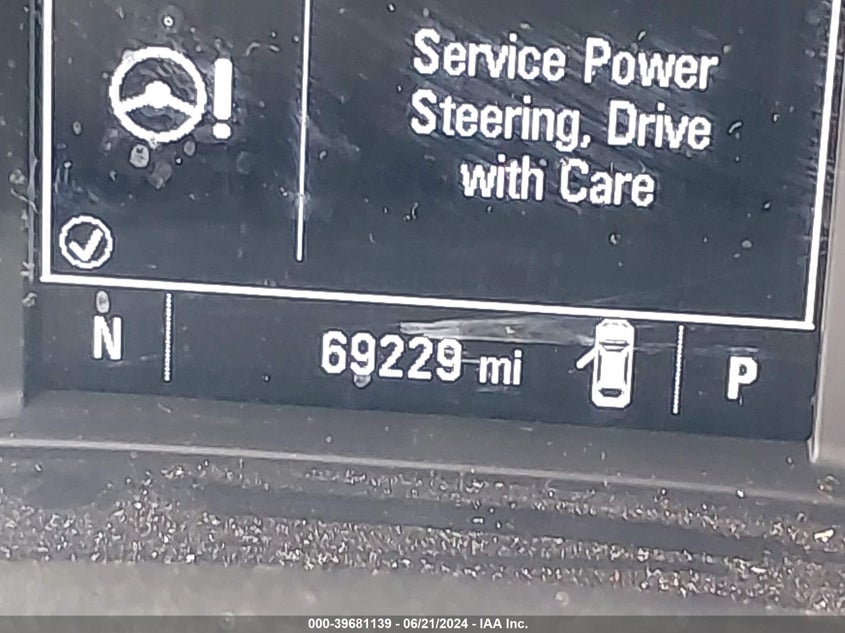 Service Power
Steering, Drive
with Care
N
69229 mi
P
000-39681139 - 06/21/2024 - IAA Inc.